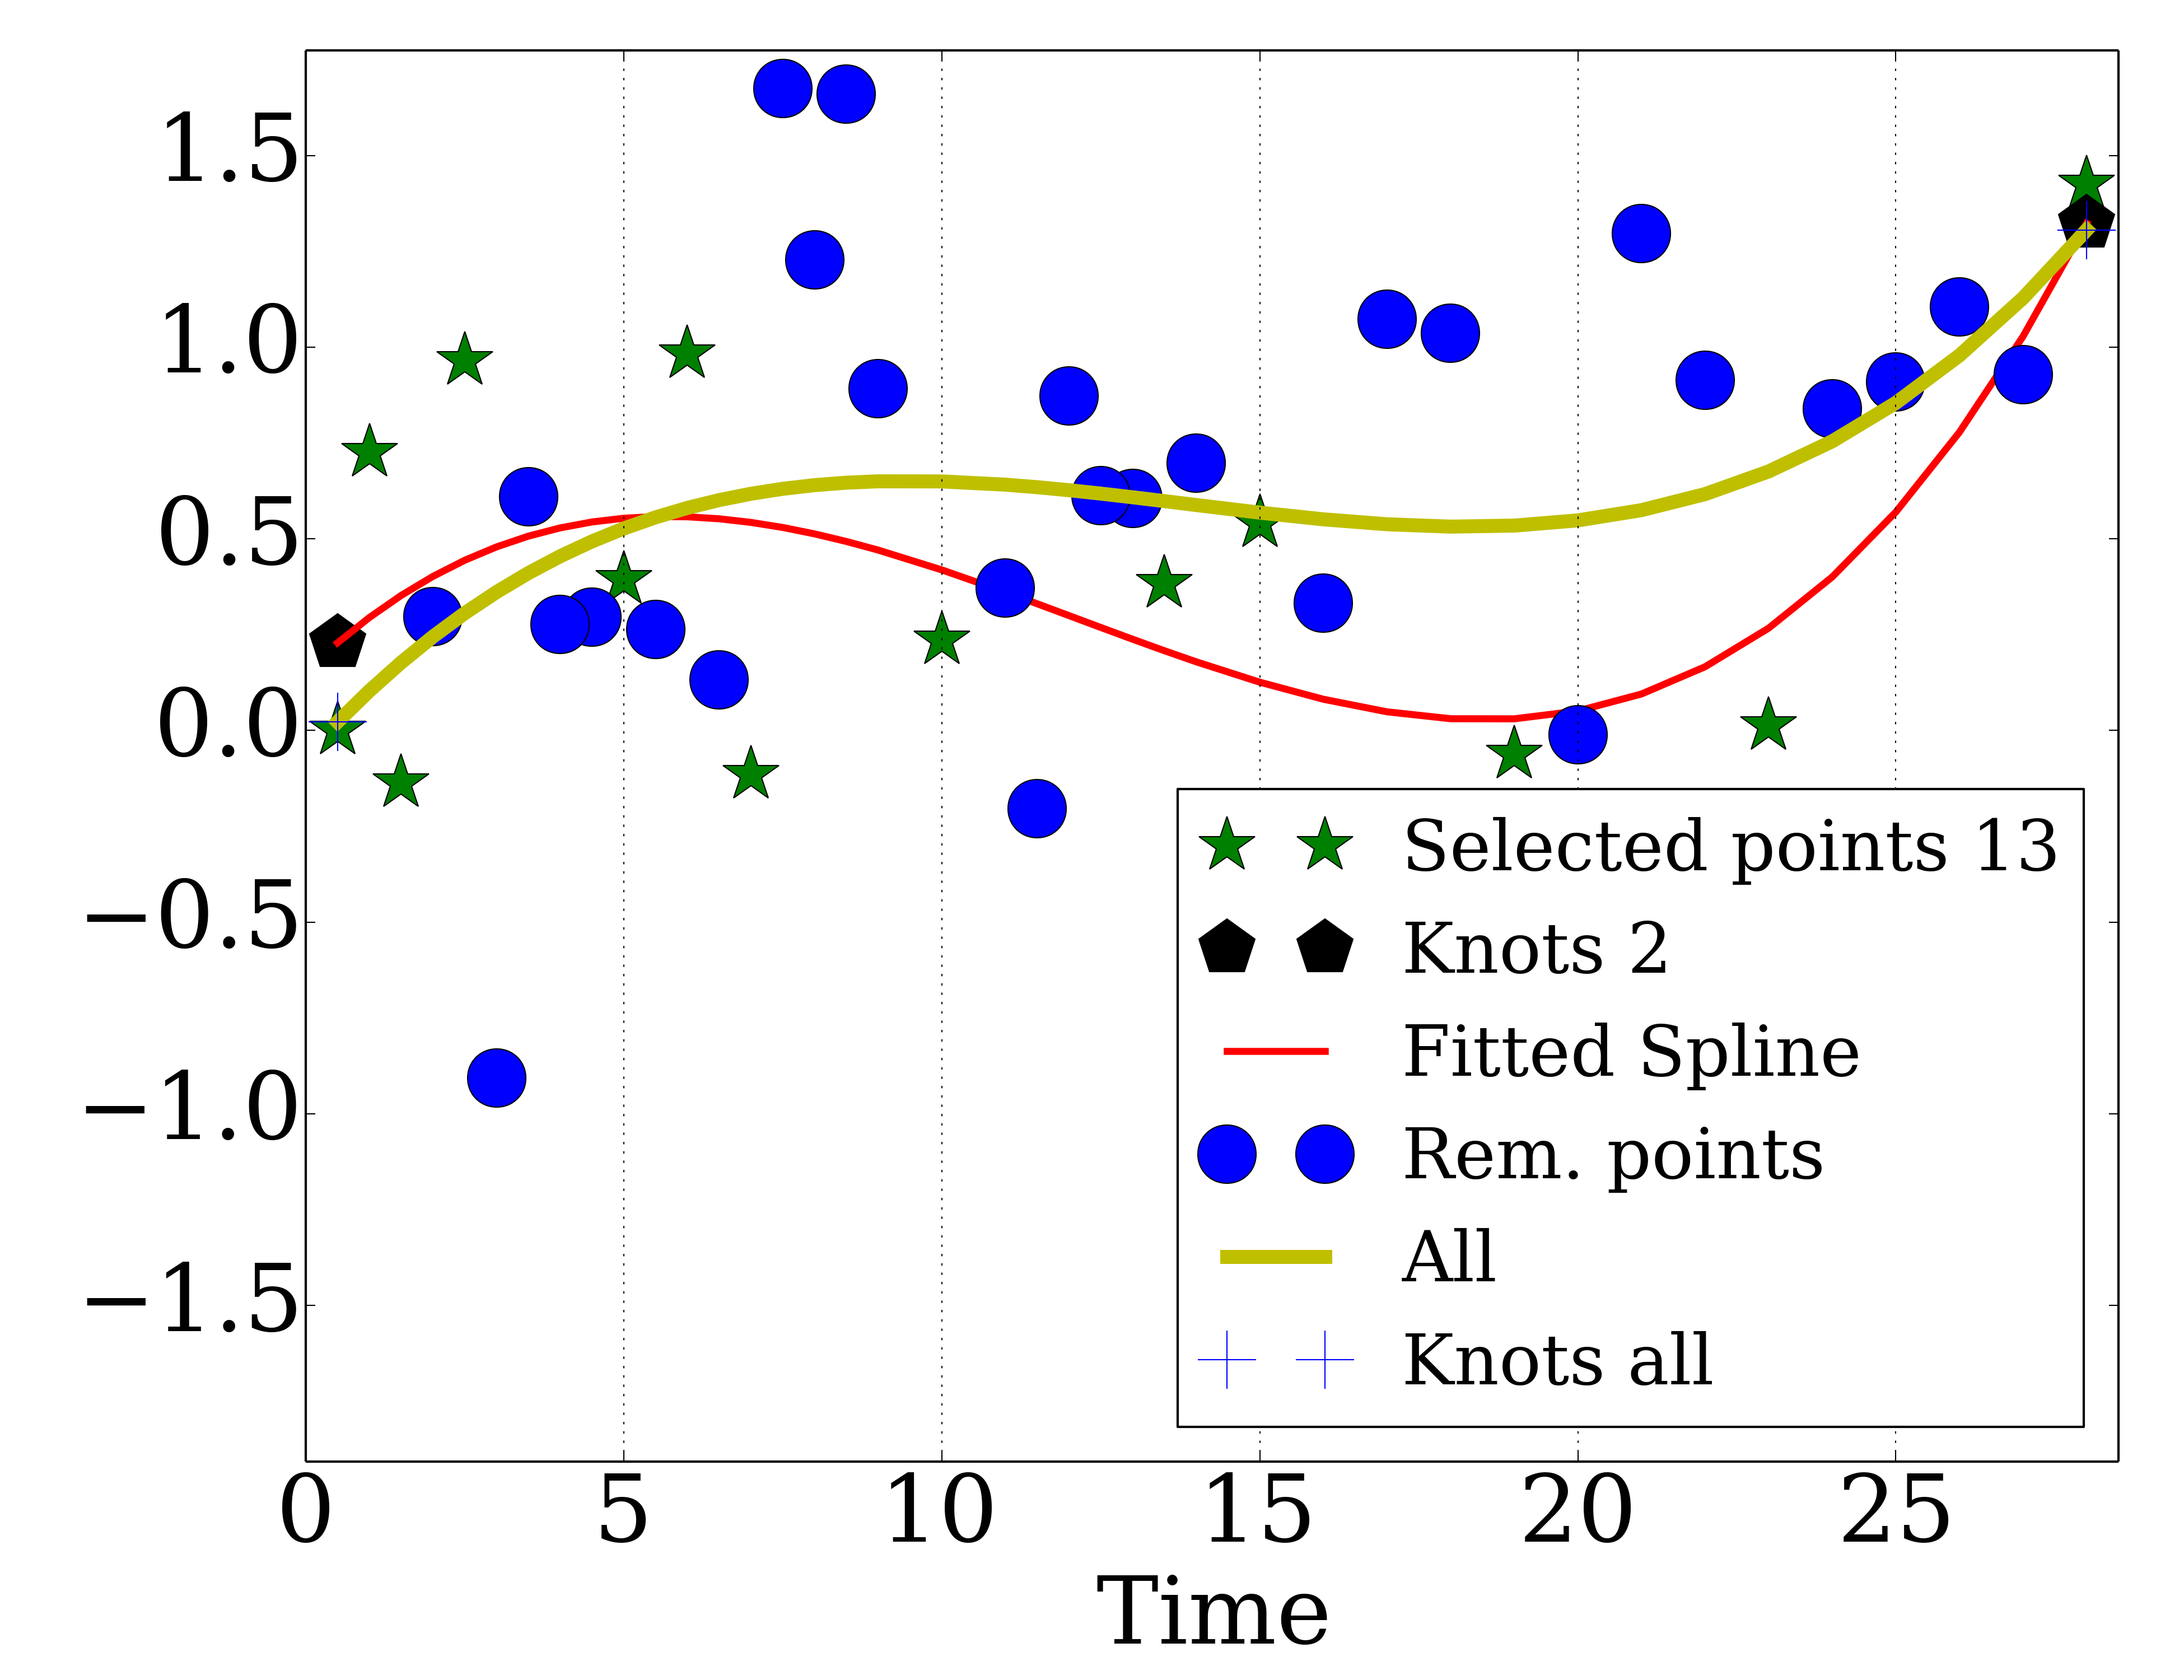 1.5
1.0
0.5
0.0
−0.5
−1.0
−1.5
0 5 10 15 20 25
Time
Selected points 13
Knots 2
Fitted Spline
Rem. points
All
Knots all